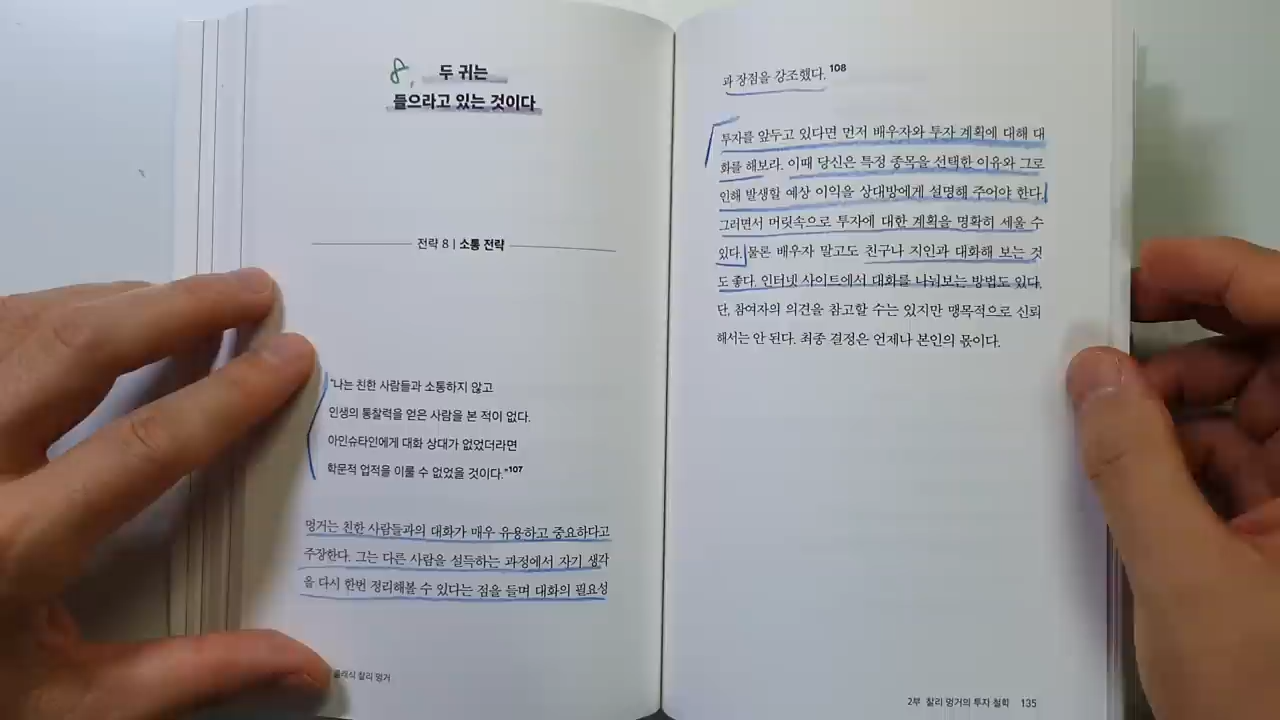 8,
두 귀는
들으라고 있는 것이다
전략 8 | 소통 전략
"나는 친한 사람들과 소통하지 않고
인생의 통찰력을 얻은 사람을 본 적이 없다.
아인슈타인에게 대화 상대가 없었더라면
학문적 업적을 이룰 수 없었을 것이다."107
멍거는 친한 사람들과의 대화가 매우 유용하고 중요하다고
주장한다. 그는 다른 사람을 설득하는 과정에서 자기 생각
을 다시 한번 정리해볼 수 있다는 점을 들며 대화의 필요성
클래식 찰리 멍거
과 장점을 강조했다.108
투자를 앞두고 있다면 먼저 배우자와 투자 계획에 대해 대
화를 해보라. 이때 당신은 특정 종목을 선택한 이유와 그로
인해 발생할 예상 이익을 상대방에게 설명해 주어야 한다.
그러면서 머릿속으로 투자에 대한 계획을 명확히 세울 수
있다. 물론 배우자 말고도 친구나 지인과 대화해 보는 것
도 좋다. 인터넷 사이트에서 대화를 나눠보는 방법도 있다.
단, 참여자의 의견을 참고할 수는 있지만 맹목적으로 신뢰
해서는 안 된다. 최종 결정은 언제나 본인의 몫이다.
2부 찰리 멍거의 투자 철학 135